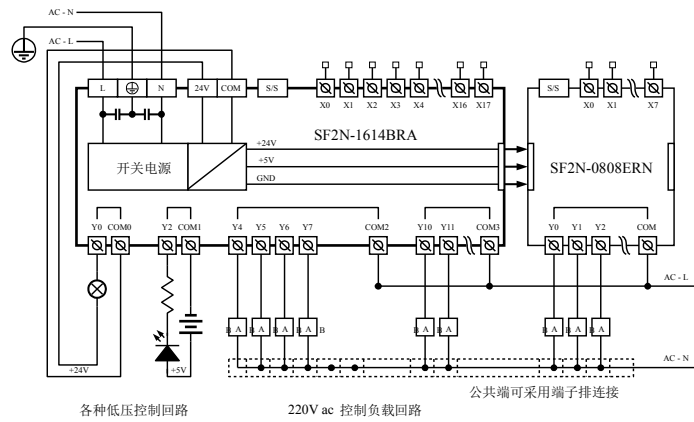 AC - N
AC - L
L N 24V COM S/S X0 X1 X2 X3 X4 X16 X17
S/S X0 X1 X7
SF2N-1614BRA
+24V
开关电源 +5V SF2N-0808ERN
GND
Y0 COM0 Y2 COM1 Y4 Y5 Y6 Y7 COM2 Y10 Y11 COM3 Y0 Y1 Y2 COM
AC - L
B A B A B A A B B A B A B A B A B A
AC - N
+24V +5V
公共端可采用端子排连接
各种低压控制回路 220V ac 控制负载回路